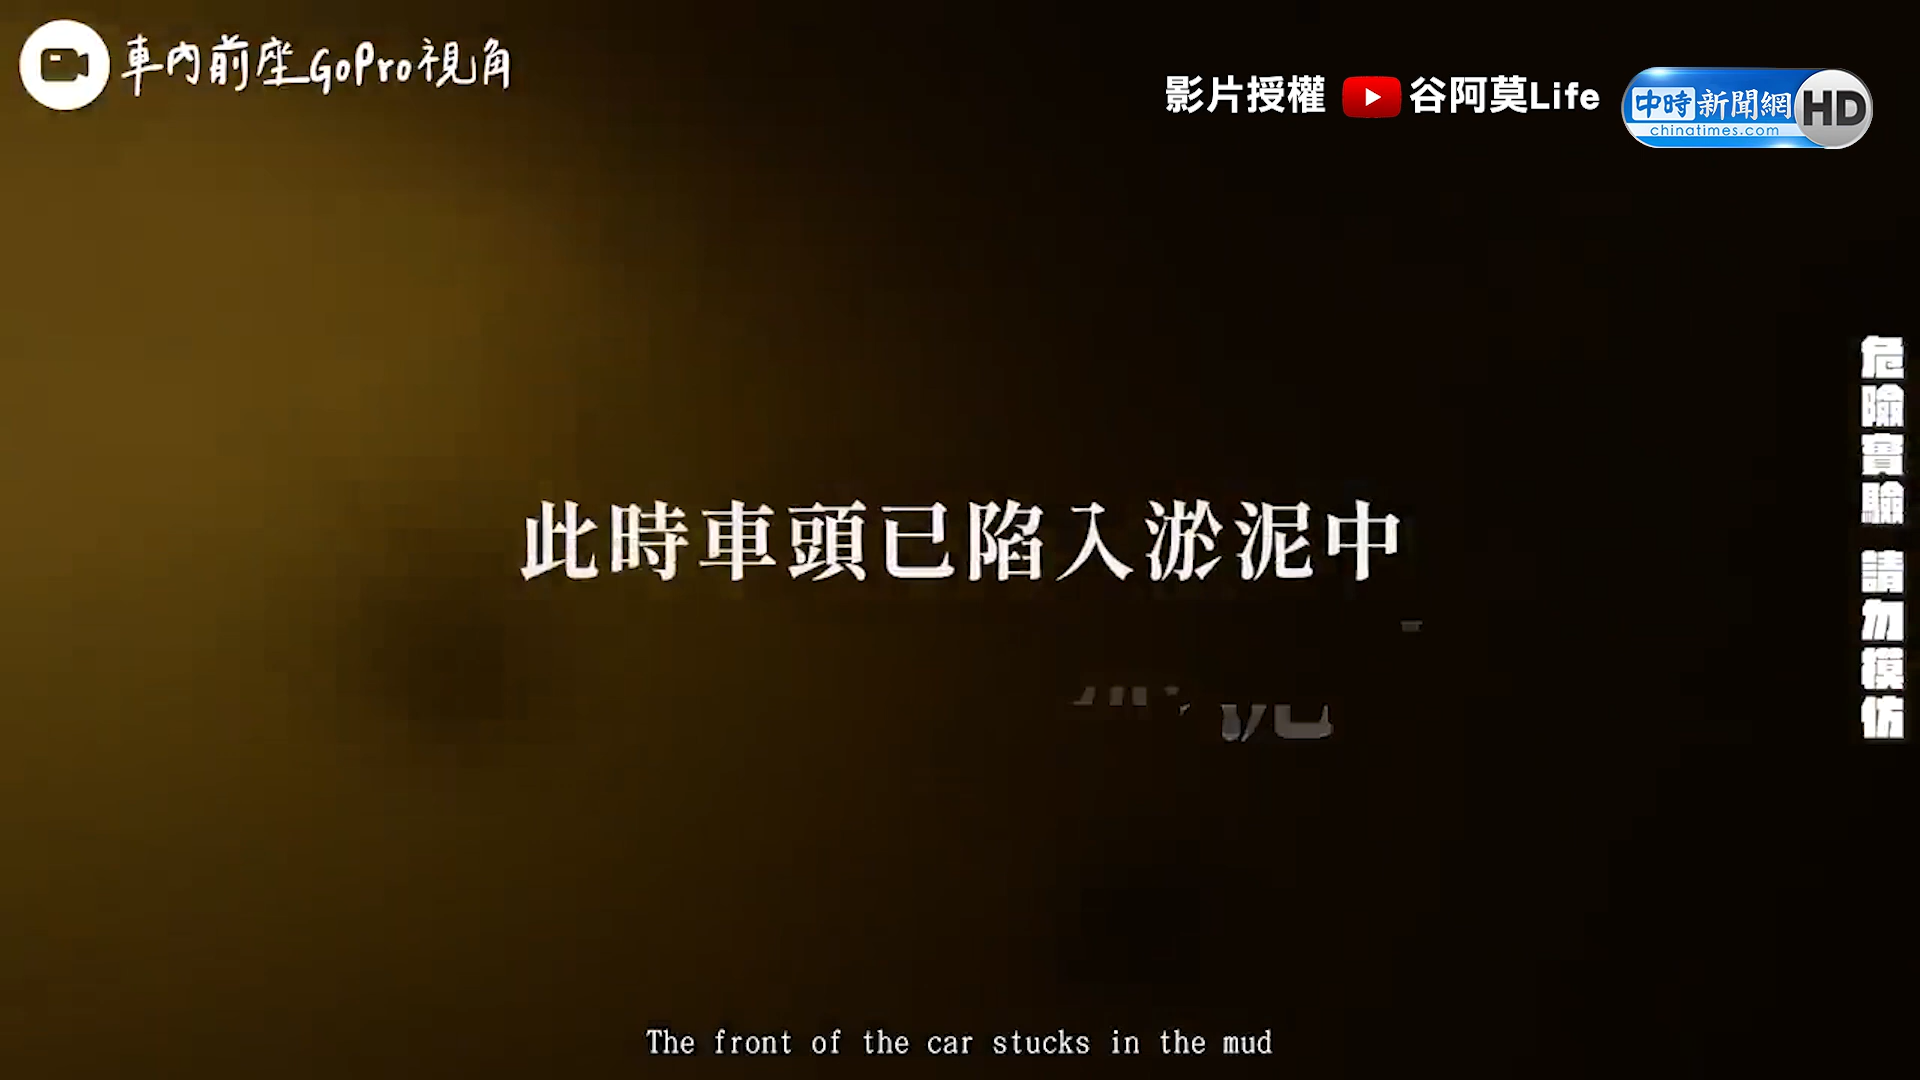 車內前座GoPro視角
影片授權 谷阿莫Life
中時新聞網 HD
chinatimes.com
此時車頭已陷入淤泥中
危險實驗 請勿模仿
The front of the car stucks in the mud